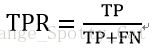 TPR = TP / TP+FN